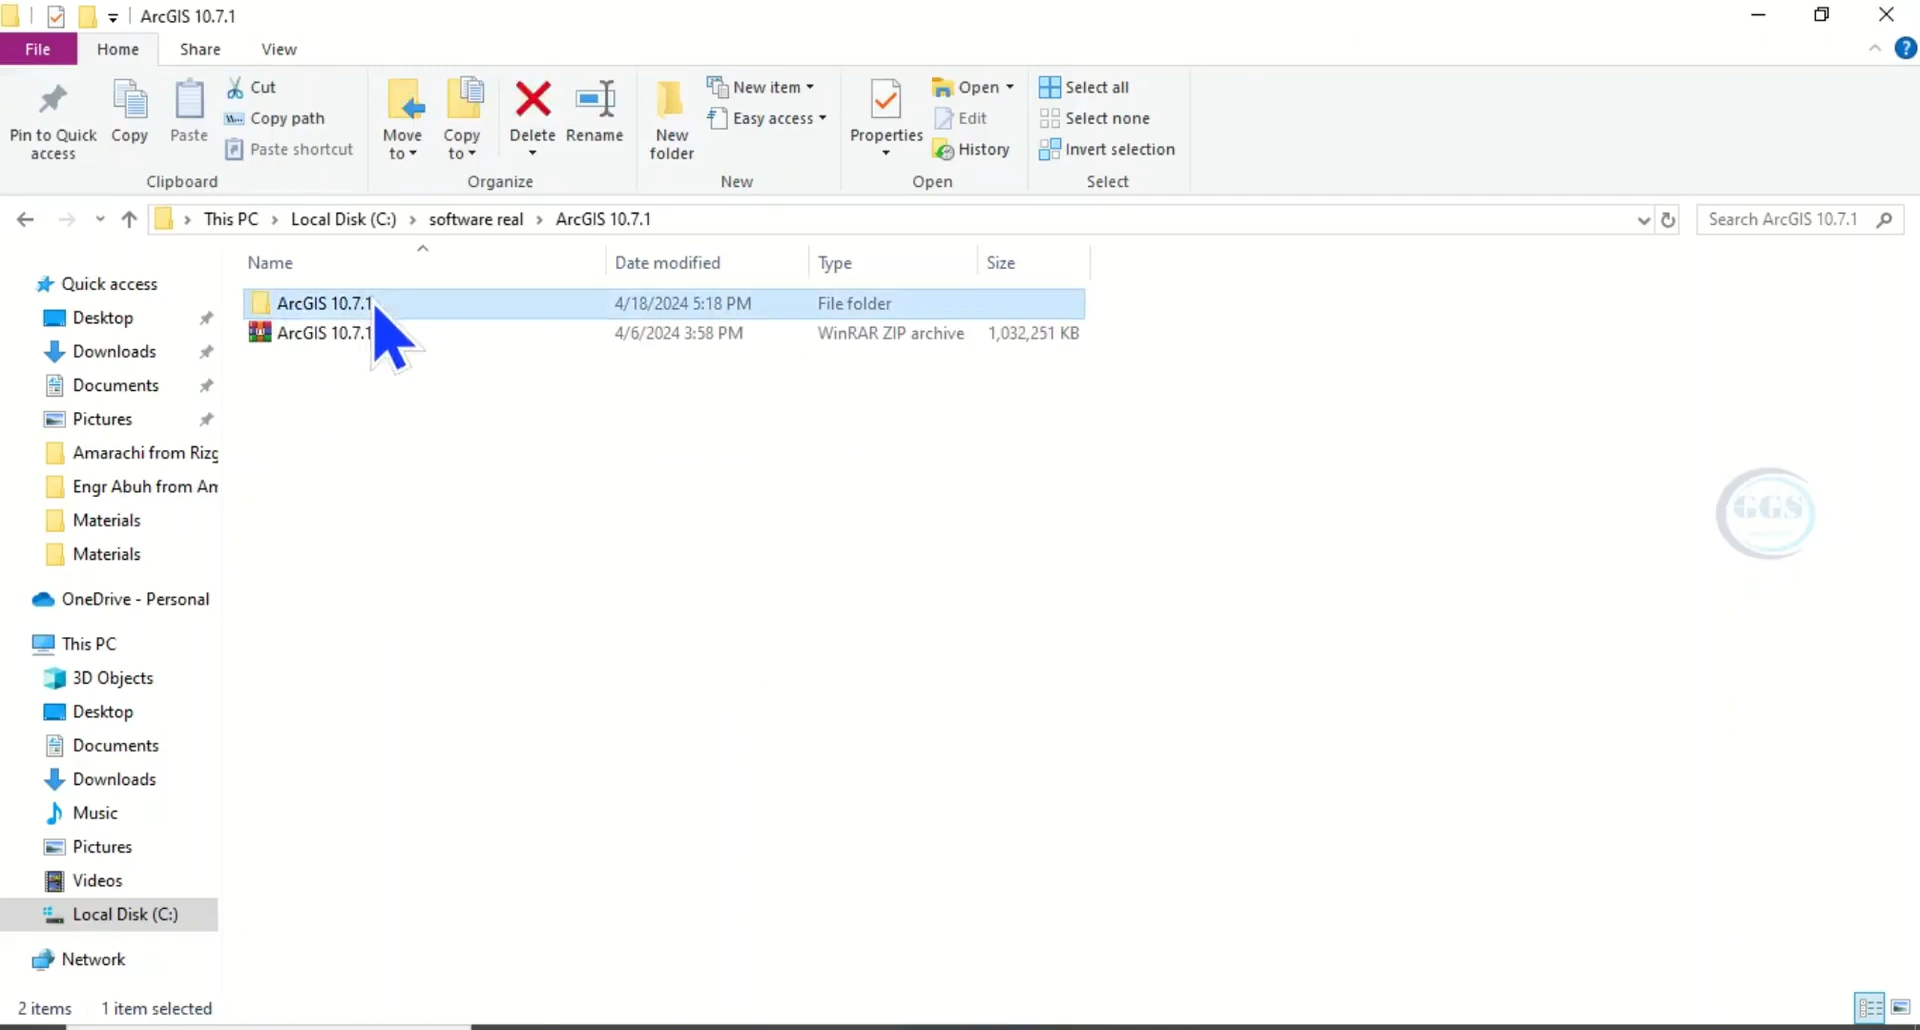 ArcGIS 10.7.1
File Home Share View
Pin to Quick access
Copy
Paste
Cut
Copy path
Paste shortcut
Clipboard
Move to
Copy to
Delete
Rename
Organize
New folder
New item
Easy access
New
Properties
Open
Edit
History
Open
Select all
Select none
Invert selection
Select
This PC › Local Disk (C:) › software real › ArcGIS 10.7.1
Search ArcGIS 10.7.1
Name Date modified Type Size
ArcGIS 10.7.1 4/18/2024 5:18 PM File folder
ArcGIS 10.7.1 4/6/2024 3:58 PM WinRAR ZIP archive 1,032,251 KB
Quick access
Desktop
Downloads
Documents
Pictures
Amarachi from Rizg
Engr Abuh from Am
Materials
Materials
OneDrive - Personal
This PC
3D Objects
Desktop
Documents
Downloads
Music
Pictures
Videos
Local Disk (C:)
Network
GGS
2 items 1 item selected